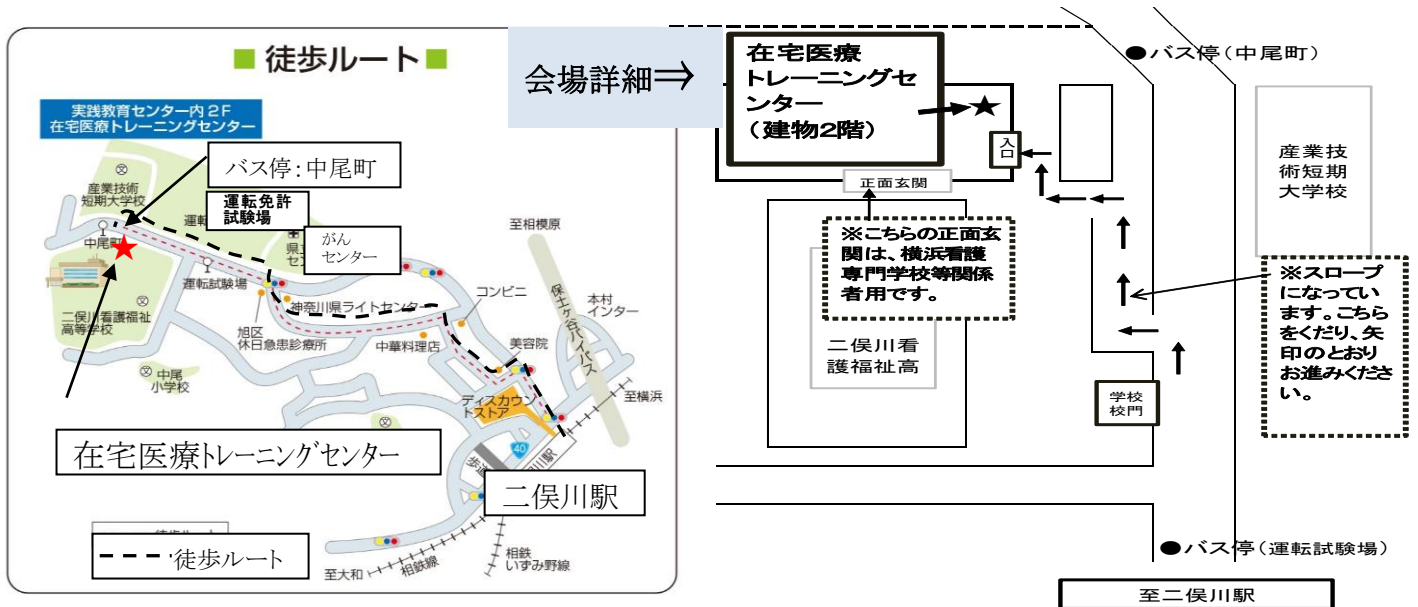 ■ 徒歩ルート ■
実践教育センター内2F
在宅医療トレーニングセンター
バス停:中尾町
産業技術
短期大学校
運転免許
試験場
がん
センター
中尾町
運転試験場
二俣川看護福祉
高等学校
中尾
小学校
神奈川県ライトセンター
旭区
休日急患診療所
中華料理店
コンビニ
美容院
ディスカウン
トストア
至相模原
保土ヶ谷バイパス
本村
インター
至横浜
40
在宅医療トレーニングセンター
二俣川駅
徒歩ルート
至大和
相鉄線
相鉄
いずみ野線
会場詳細⇒
在宅医療
トレーニングセ
ンター
(建物2階)
入口
正面玄関
※こちらの正面玄
関は、横浜看護
専門学校等関係
者用です。
二俣川看
護福祉高
●バス停(中尾町)
産業技
術短期
大学校
※スロープ
になってい
ます。こちら
をくだり、矢
印のとおり
お進みくださ
い。
学校
校門
●バス停(運転試験場)
至二俣川駅